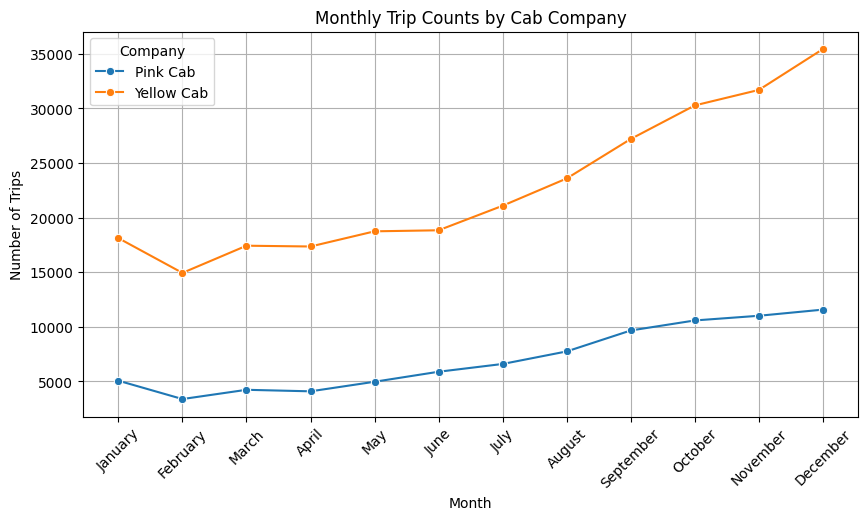 Monthly Trip Counts by Cab Company
Company
Pink Cab
Yellow Cab
Number of Trips
35000
30000
25000
20000
15000
10000
5000
January
February
March
April
May
June
July
August
September
October
November
December
Month